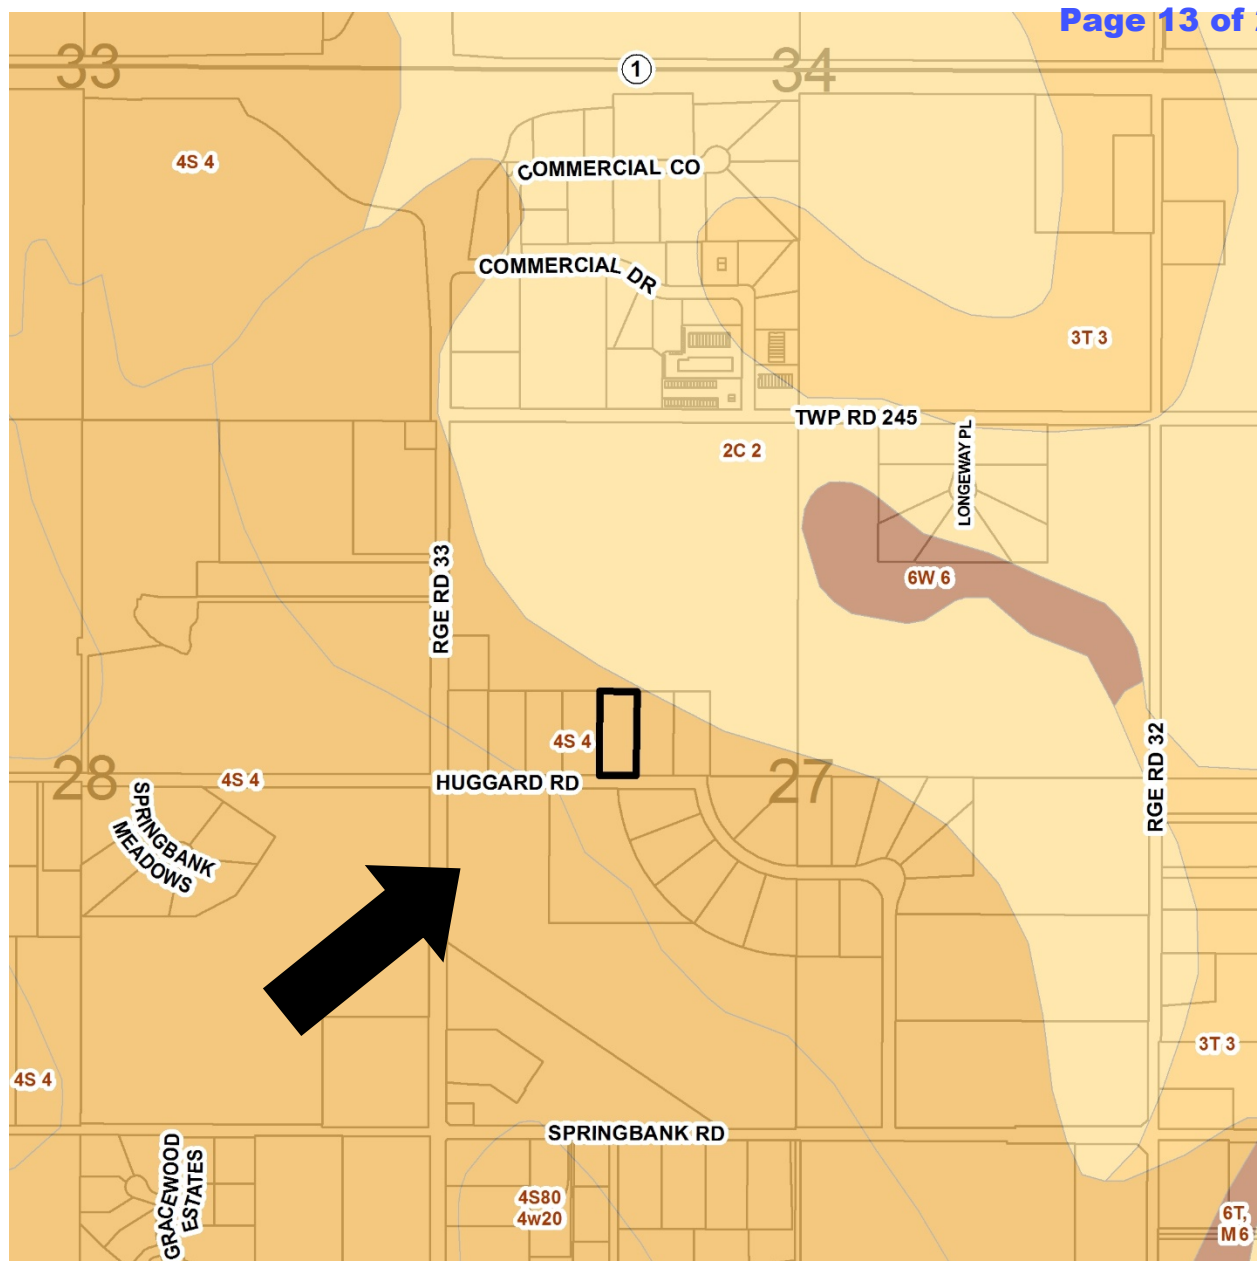 Page 13 of
33
1
34
4S 4
COMMERCIAL CO
COMMERCIAL DR
3T 3
TWP RD 245
2C 2
LONGEWAY PL
RGE RD 33
6W 6
4S 4
RGE RD 32
28
4S 4
HUGGARD RD
27
SPRINGBANK
MEADOWS
3T 3
4S 4
SPRINGBANK RD
GRACEWOOD
ESTATES
4S80
4w20
6T,
M 6